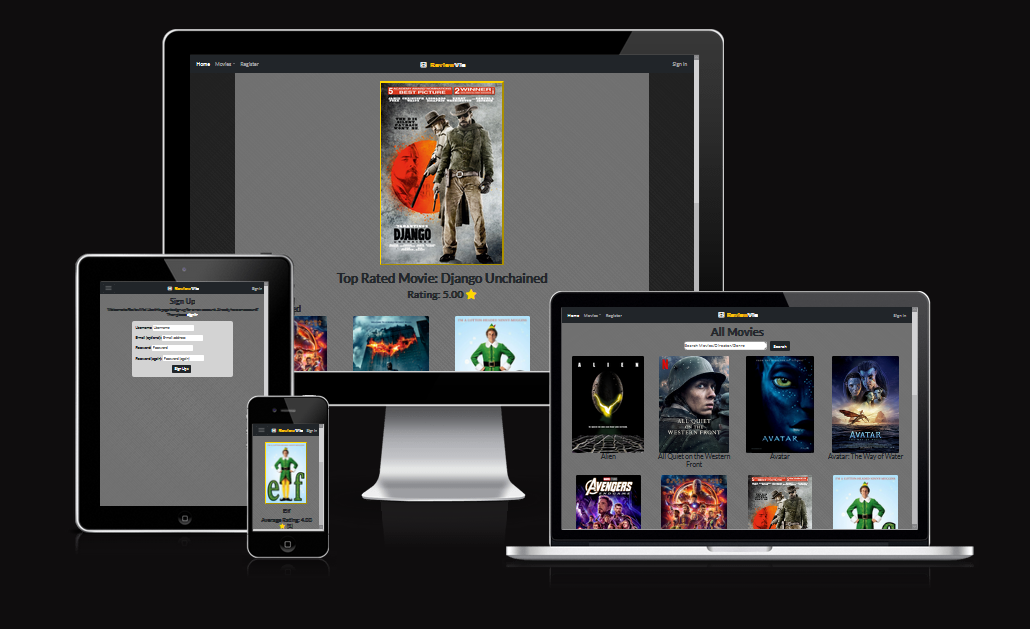 Home Movies Register
ReviewVis
Sign In
5 BEST PICTURE 2 WINNER
DJANGO
UNCHAINED
Top Rated Movie: Django Unchained
Rating: 5.00
ReviewVis
Sign In
Sign Up
Username
Username
Email (optional)
Email address
Password
Password
Password (again)
Password (again)
Sign Up
ReviewVis
Sign In
elf
Elf
Average Rating: 4.00
Home Movies Register
ReviewVis
Sign In
All Movies
Search Movies/Director/Genre
Search
ALIEN
ALL QUIET
ON THE
WESTERN FRONT
AVATAR
AVATAR
Alien
All Quiet on the Western
Front
Avatar
Avatar: The Way of Water
AVENGERS
ENDGAME